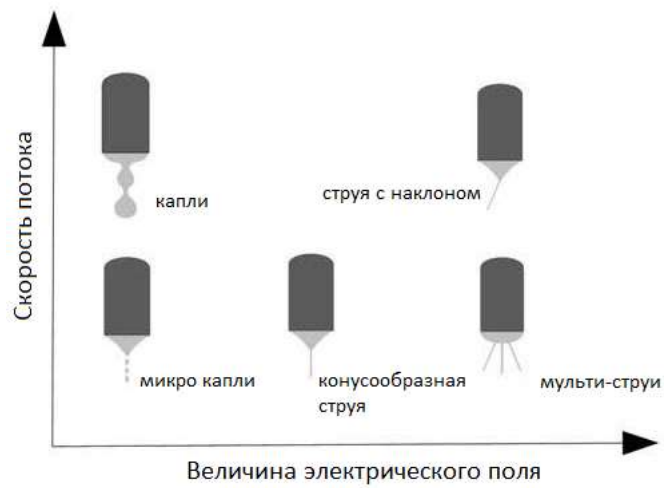 Скорость потока
капли
струя с наклоном
микро капли
конусообразная
струя
мульти-струи
Величина электрического поля